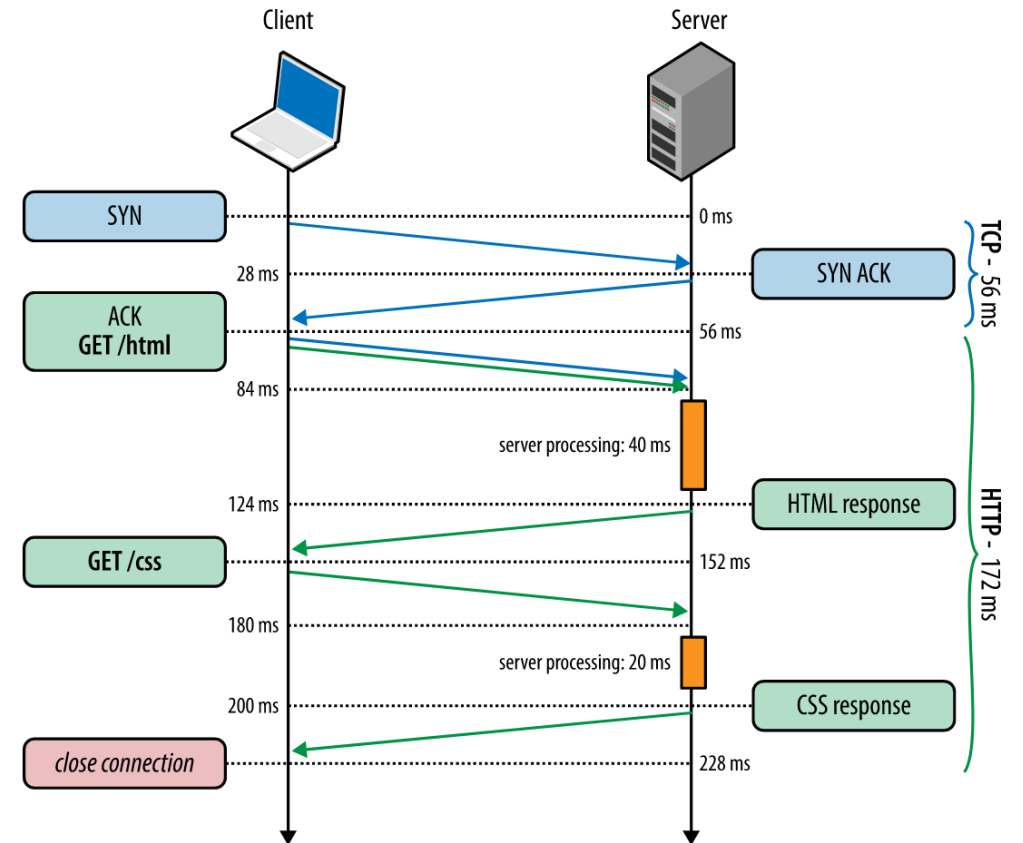 Client
Server
SYN
0 ms
28 ms
SYN ACK
TCP - 56 ms
ACK
GET /html
56 ms
84 ms
server processing: 40 ms
124 ms
HTML response
HTTP - 172 ms
GET /css
152 ms
180 ms
server processing: 20 ms
200 ms
CSS response
close connection
228 ms